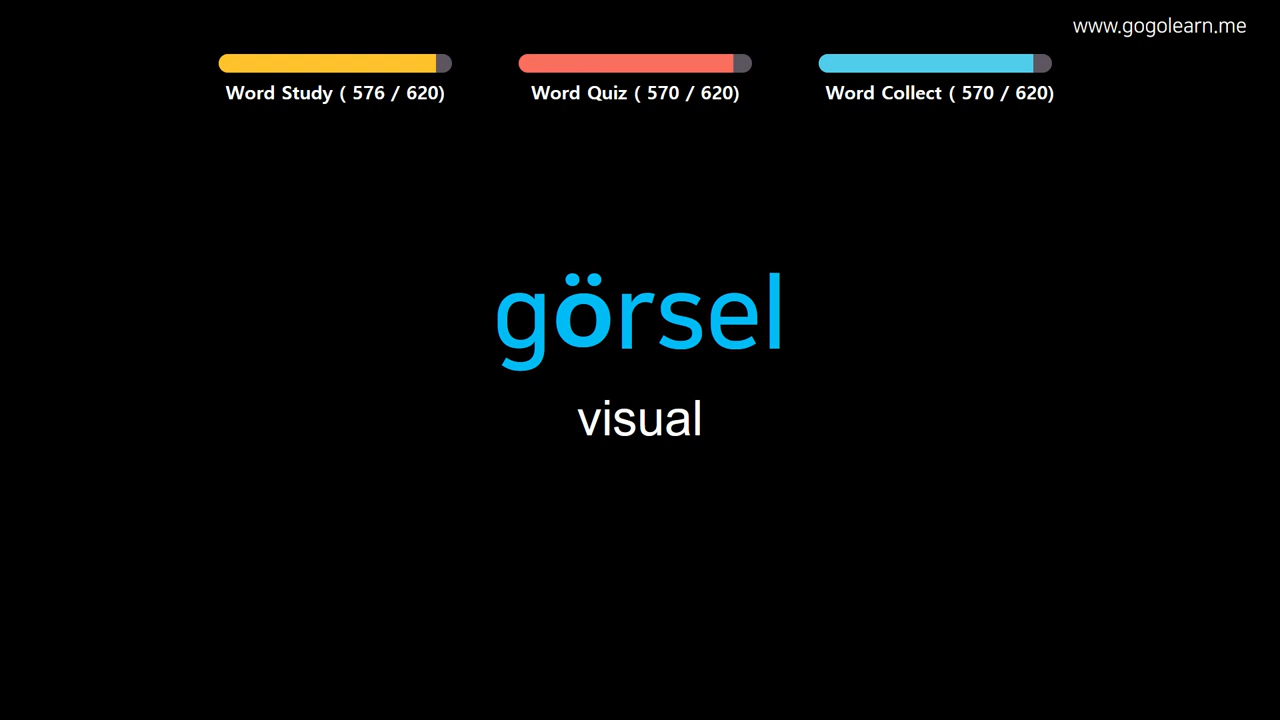 www.gogolearn.me
Word Study ( 576 / 620)
Word Quiz ( 570 / 620)
Word Collect ( 570 / 620)
görsel
visual